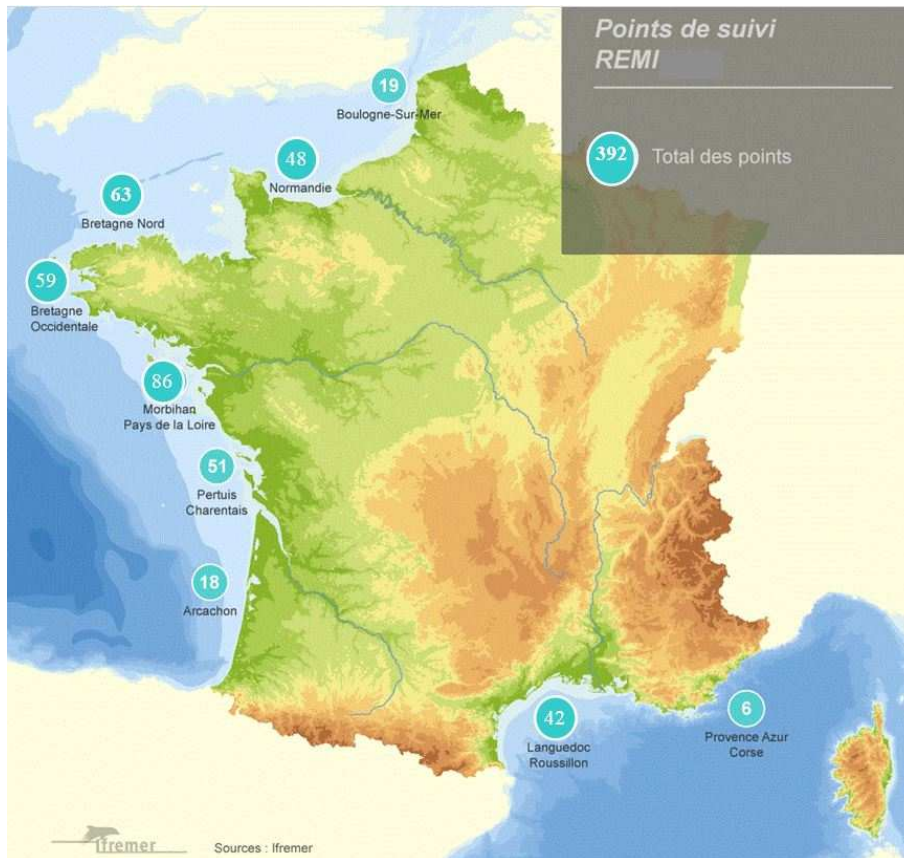 Points de suivi
REMI
392 Total des points
19
Boulogne-Sur-Mer
48
Normandie
63
Bretagne Nord
59
Bretagne
Occidentale
86
Morbihan
Pays de la Loire
51
Pertuis
Charentais
18
Arcachon
42
Languedoc
Roussillon
6
Provence Azur
Corse
Ifremer
Sources : Ifremer